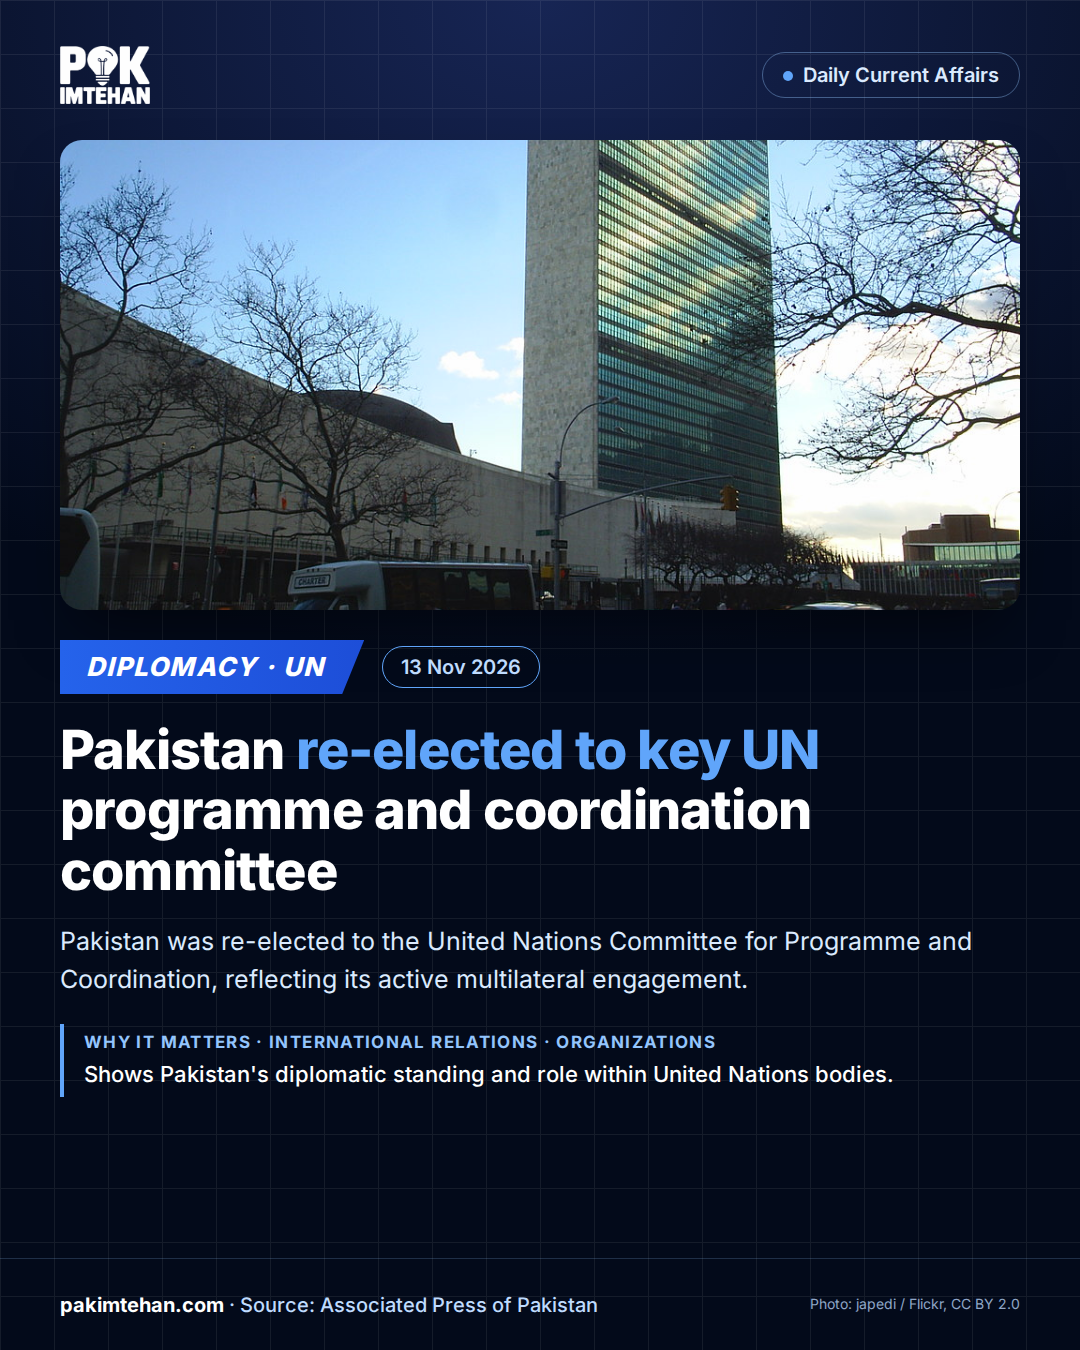 P K
IMTEHAN
Daily Current Affairs
CHARTER
DIPLOMACY · UN
13 Nov 2026
Pakistan re-elected to key UN
programme and coordination
committee
Pakistan was re-elected to the United Nations Committee for Programme and
Coordination, reflecting its active multilateral engagement.
WHY IT MATTERS · INTERNATIONAL RELATIONS · ORGANIZATIONS
Shows Pakistan's diplomatic standing and role within United Nations bodies.
pakimtehan.com · Source: Associated Press of Pakistan
Photo: japedi / Flickr, CC BY 2.0